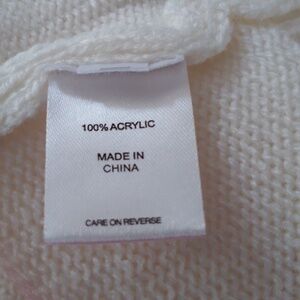 100% ACRYLIC
MADE IN
CHINA
CARE ON REVERSE